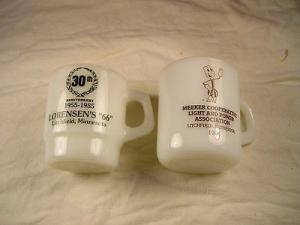 30th
ANNIVERSARY
1955-1985
LORENSEN'S "66"
Litchfield, Minnesota
MEEKER COOPERATIVE
LIGHT AND POWER
ASSOCIATION
LITCHFIELD, MINNESOTA